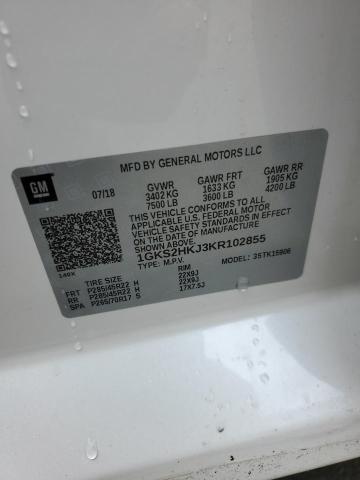 MFD BY GENERAL MOTORS LLC
GM
07/18
GVWR GAWR FRT GAWR RR
3402 KG 1633 KG 1905 KG
7500 LB 3600 LB 4200 LB
THIS VEHICLE CONFORMS TO ALL
APPLICABLE U.S. FEDERAL MOTOR
VEHICLE SAFETY STANDARDS IN EFFECT ON
THE DATE OF MANUFACTURE SHOWN ABOVE.
1GKS2HKJ3KR102855
TYPE: M.P.V. MODEL: 35TK15906
140X
TIRE SIZE RIM
FRT P285/45R22 H 22X9J
RR P285/45R22 H 22X9J
SPA P265/70R17 S 17X7.5J